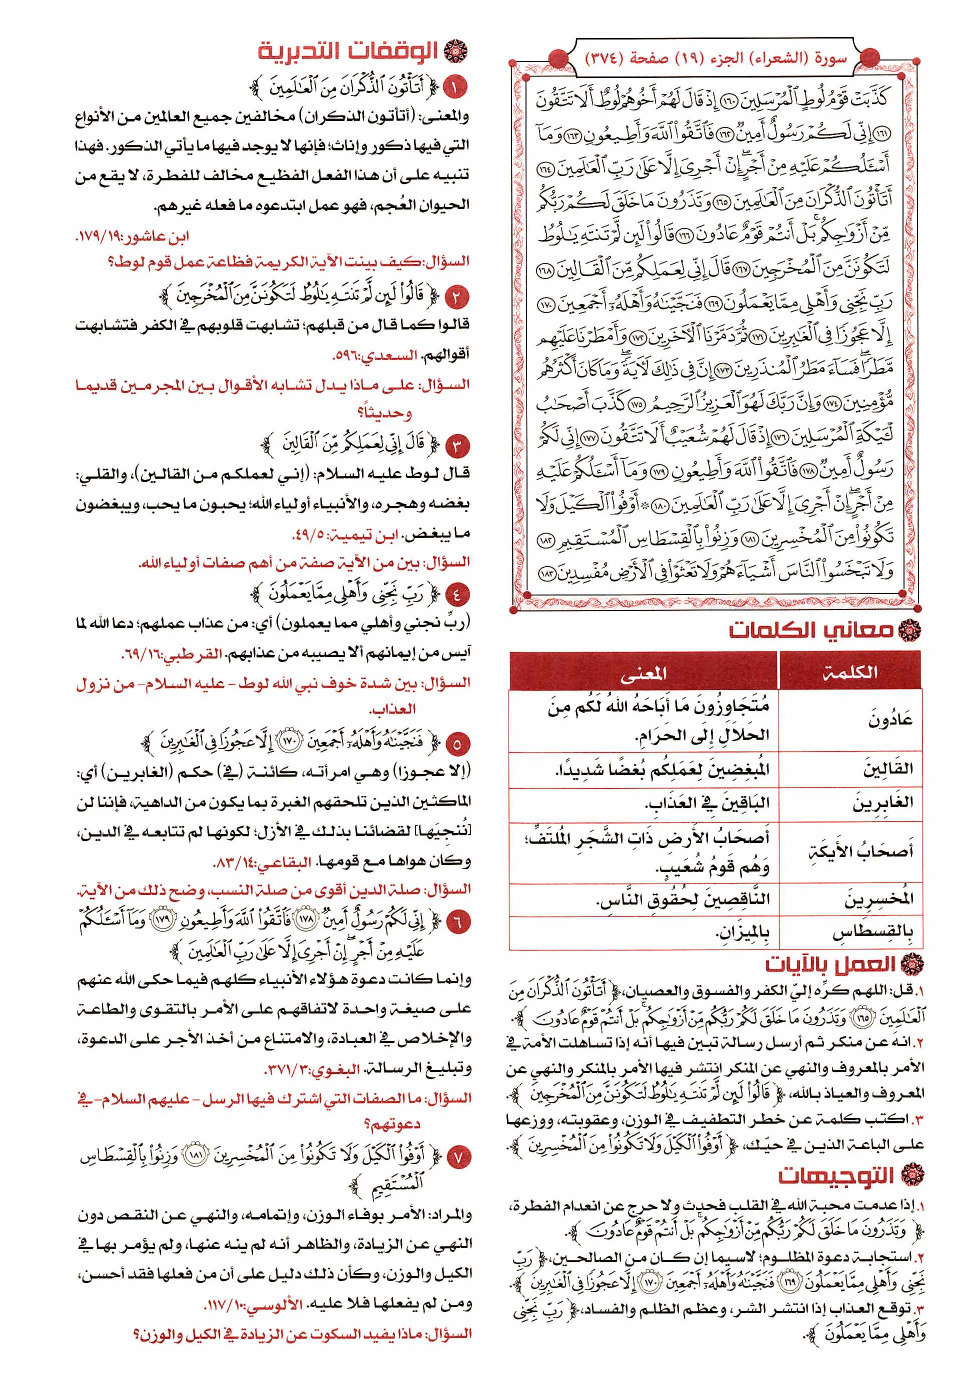 سورة (الشعراء) الجزء (١٩) صفحة (٣٧٤)
كَذَّبَتْ قَوْمُ لُوطٍ ٱلْمُرْسَلِينَ ١٦٠ إِذْ قَالَ لَهُمْ أَخُوهُمْ لُوطٌ أَلَا تَتَّقُونَ
١٦١ إِنِّى لَكُمْ رَسُولٌ أَمِينٌ ١٦٢ فَٱتَّقُوا۟ ٱللَّهَ وَأَطِيعُونِ ١٦٣ وَمَآ
أَسْـَٔلُكُمْ عَلَيْهِ مِنْ أَجْرٍ إِنْ أَجْرِىَ إِلَّا عَلَىٰ رَبِّ ٱلْعَـٰلَمِينَ ١٦٤
أَتَأْتُونَ ٱلذُّكْرَانَ مِنَ ٱلْعَـٰلَمِينَ ١٦٥ وَتَذَرُونَ مَا خَلَقَ لَكُمْ رَبُّكُم
مِّنْ أَزْوَٰجِكُم بَلْ أَنتُمْ قَوْمٌ عَادُونَ ١٦٦ قَالُوا۟ لَئِن لَّمْ تَنتَهِ يَـٰلُوطُ
لَتَكُونَنَّ مِنَ ٱلْمُخْرَجِينَ ١٦٧ قَالَ إِنِّى لِعَمَلِكُم مِّنَ ٱلْقَالِينَ ١٦٨
رَبِّ نَجِّنِى وَأَهْلِى مِمَّا يَعْمَلُونَ ١٦٩ فَنَجَّيْنَـٰهُ وَأَهْلَهُۥٓ أَجْمَعِينَ ١٧٠
إِلَّا عَجُوزًا فِى ٱلْغَـٰبِرِينَ ١٧١ ثُمَّ دَمَّرْنَا ٱلْـَٔاخَرِينَ ١٧٢ وَأَمْطَرْنَا عَلَيْهِم
مَّطَرًا فَسَآءَ مَطَرُ ٱلْمُنذَرِينَ ١٧٣ إِنَّ فِى ذَٰلِكَ لَـَٔايَةً وَمَا كَانَ أَكْثَرُهُم
مُّؤْمِنِينَ ١٧٤ وَإِنَّ رَبَّكَ لَهُوَ ٱلْعَزِيزُ ٱلرَّحِيمُ ١٧٥ كَذَّبَ أَصْحَـٰبُ
لْـَٔيْكَةِ ٱلْمُرْسَلِينَ ١٧٦ إِذْ قَالَ لَهُمْ شُعَيْبٌ أَلَا تَتَّقُونَ ١٧٧ إِنِّى لَكُمْ
رَسُولٌ أَمِينٌ ١٧٨ فَٱتَّقُوا۟ ٱللَّهَ وَأَطِيعُونِ ١٧٩ وَمَآ أَسْـَٔلُكُمْ عَلَيْهِ
مِنْ أَجْرٍ إِنْ أَجْرِىَ إِلَّا عَلَىٰ رَبِّ ٱلْعَـٰلَمِينَ ١٨٠ ۞ أَوْفُوا۟ ٱلْكَيْلَ وَلَا
تَكُونُوا۟ مِنَ ٱلْمُخْسِرِينَ ١٨١ وَزِنُوا۟ بِٱلْقِسْطَاسِ ٱلْمُسْتَقِيمِ ١٨٢
وَلَا تَبْخَسُوا۟ ٱلنَّاسَ أَشْيَآءَهُمْ وَلَا تَعْثَوْا۟ فِى ٱلْأَرْضِ مُفْسِدِينَ ١٨٣
معاني الكلمات
الكلمة المعنى
عَادُونَ مُتَجَاوِزُونَ مَا أَبَاحَهُ اللهُ لَكُم مِنَ
الحَلَالِ إِلَى الحَرَامِ.
القَالِينَ المُبغِضِينَ لِعَمَلِكُم بُغضًا شَدِيدًا.
الغَابِرِينَ البَاقِينَ فِي العَذَابِ.
أَصحَابُ الأَيكَةِ أَصحَابُ الأَرضِ ذَاتِ الشَّجَرِ المُلتَفِّ؛
وَهُم قَومُ شُعَيبٍ.
المُخسِرِينَ النَّاقِصِينَ لِحُقُوقِ النَّاسِ.
بِالقِسطَاسِ بِالمِيزَانِ.
العمل بالآيات
١. قل: اللهم كرِّه إليّ الكفر والفسوق والعصيان، ﴿ أَتَأْتُونَ ٱلذُّكْرَانَ مِنَ
ٱلْعَـٰلَمِينَ ١٦٥ وَتَذَرُونَ مَا خَلَقَ لَكُمْ رَبُّكُم مِّنْ أَزْوَٰجِكُم بَلْ أَنتُمْ قَوْمٌ عَادُونَ ﴾.
٢. انه عن منكر ثم أرسل رسالة تبين فيها أنه إذا تساهلت الأمة في
الأمر بالمعروف والنهي عن المنكر انتشر فيها الأمر بالمنكر والنهي عن
المعروف والعياذ بالله، ﴿ قَالُوا۟ لَئِن لَّمْ تَنتَهِ يَـٰلُوطُ لَتَكُونَنَّ مِنَ ٱلْمُخْرَجِينَ ﴾.
٣. اكتب كلمة عن خطر التطفيف في الوزن، وعقوبته، ووزعها
على الباعة الذين في حيّك، ﴿ أَوْفُوا۟ ٱلْكَيْلَ وَلَا تَكُونُوا۟ مِنَ ٱلْمُخْسِرِينَ ﴾.
التوجيهات
١. إذا عدمت محبة الله في القلب فحدث ولا حرج عن انعدام الفطرة،
﴿ وَتَذَرُونَ مَا خَلَقَ لَكُمْ رَبُّكُم مِّنْ أَزْوَٰجِكُم بَلْ أَنتُمْ قَوْمٌ عَادُونَ ﴾.
٢. استجابة دعوة المظلوم؛ لاسيما إن كان من الصالحين، ﴿ رَبِّ
نَجِّنِى وَأَهْلِى مِمَّا يَعْمَلُونَ ١٦٩ فَنَجَّيْنَـٰهُ وَأَهْلَهُۥٓ أَجْمَعِينَ ١٧٠ إِلَّا عَجُوزًا فِى ٱلْغَـٰبِرِينَ ﴾.
٣. توقع العذاب إذا انتشر الشر، وعظم الظلم والفساد، ﴿ رَبِّ نَجِّنِى
وَأَهْلِى مِمَّا يَعْمَلُونَ ﴾.
الوقفات التدبرية
١ ﴿ أَتَأْتُونَ ٱلذُّكْرَانَ مِنَ ٱلْعَـٰلَمِينَ ﴾
والمعنى: (أتأتون الذكران) مخالفين جميع العالمين من الأنواع
التي فيها ذكور وإناث؛ فإنها لا يوجد فيها ما يأتي الذكور. فهذا
تنبيه على أن هذا الفعل الفظيع مخالف للفطرة، لا يقع من
الحيوان العُجم، فهو عمل ابتدعوه ما فعله غيرهم.
ابن عاشور:١٧٩/١٩.
السؤال: كيف بينت الآية الكريمة فظاعة عمل قوم لوط؟
٢ ﴿ قَالُوا۟ لَئِن لَّمْ تَنتَهِ يَـٰلُوطُ لَتَكُونَنَّ مِنَ ٱلْمُخْرَجِينَ ﴾
قالوا كما قال من قبلهم؛ تشابهت قلوبهم في الكفر فتشابهت
أقوالهم. السعدي:٥٩٦.
السؤال: على ماذا يدل تشابه الأقوال بين المجرمين قديما
وحديثاً؟
٣ ﴿ قَالَ إِنِّى لِعَمَلِكُم مِّنَ ٱلْقَالِينَ ﴾
قال لوط عليه السلام: (إني لعملكم من القالين)، والقلي:
بغضه وهجره، والأنبياء أولياء الله؛ يحبون ما يحب، ويبغضون
ما يبغض. ابن تيمية:٤٩/٥.
السؤال: بين من الآية صفة من أهم صفات أولياء الله.
٤ ﴿ رَبِّ نَجِّنِى وَأَهْلِى مِمَّا يَعْمَلُونَ ﴾
(ربِّ نجني وأهلي مما يعملون) أي: من عذاب عملهم؛ دعا الله لما
آيس من إيمانهم ألا يصيبه من عذابهم. القرطبي:٦٩/١٦.
السؤال: بين شدة خوف نبي الله لوط - عليه السلام- من نزول
العذاب.
٥ ﴿ فَنَجَّيْنَـٰهُ وَأَهْلَهُۥٓ أَجْمَعِينَ ١٧٠ إِلَّا عَجُوزًا فِى ٱلْغَـٰبِرِينَ ﴾
(إلا عجوزا) وهي امرأته، كائنة (في) حكم (الغابرين) أي:
الماكثين الذين تلحقهم الغبرة بما يكون من الداهية، فإننا لن
[نُنجيَها] لقضائنا بذلك في الأزل؛ لكونها لم تتابعه في الدين،
وكان هواها مع قومها. البقاعي:٨٣/١٤.
السؤال: صلة الدين أقوى من صلة النسب، وضح ذلك من الآية.
٦ ﴿ إِنِّى لَكُمْ رَسُولٌ أَمِينٌ ١٧٨ فَٱتَّقُوا۟ ٱللَّهَ وَأَطِيعُونِ ١٧٩ وَمَآ أَسْـَٔلُكُمْ
عَلَيْهِ مِنْ أَجْرٍ إِنْ أَجْرِىَ إِلَّا عَلَىٰ رَبِّ ٱلْعَـٰلَمِينَ ﴾
وإنما كانت دعوة هؤلاء الأنبياء كلهم فيما حكى الله عنهم
على صيغة واحدة لاتفاقهم على الأمر بالتقوى والطاعة
والإخلاص في العبادة، والامتناع من أخذ الأجر على الدعوة،
وتبليغ الرسالة. البغوي:٣٧١/٣.
السؤال: ما الصفات التي اشترك فيها الرسل - عليهم السلام-في
دعوتهم؟
٧ ﴿ أَوْفُوا۟ ٱلْكَيْلَ وَلَا تَكُونُوا۟ مِنَ ٱلْمُخْسِرِينَ ١٨١ وَزِنُوا۟ بِٱلْقِسْطَاسِ
ٱلْمُسْتَقِيمِ ﴾
والمراد: الأمر بوفاء الوزن، وإتمامه، والنهي عن النقص دون
النهي عن الزيادة، والظاهر أنه لم ينه عنها، ولم يؤمر بها في
الكيل والوزن، وكأن ذلك دليل على أن من فعلها فقد أحسن،
ومن لم يفعلها فلا عليه. الألوسي:١١٧/١٠.
السؤال: ماذا يفيد السكوت عن الزيادة في الكيل والوزن؟